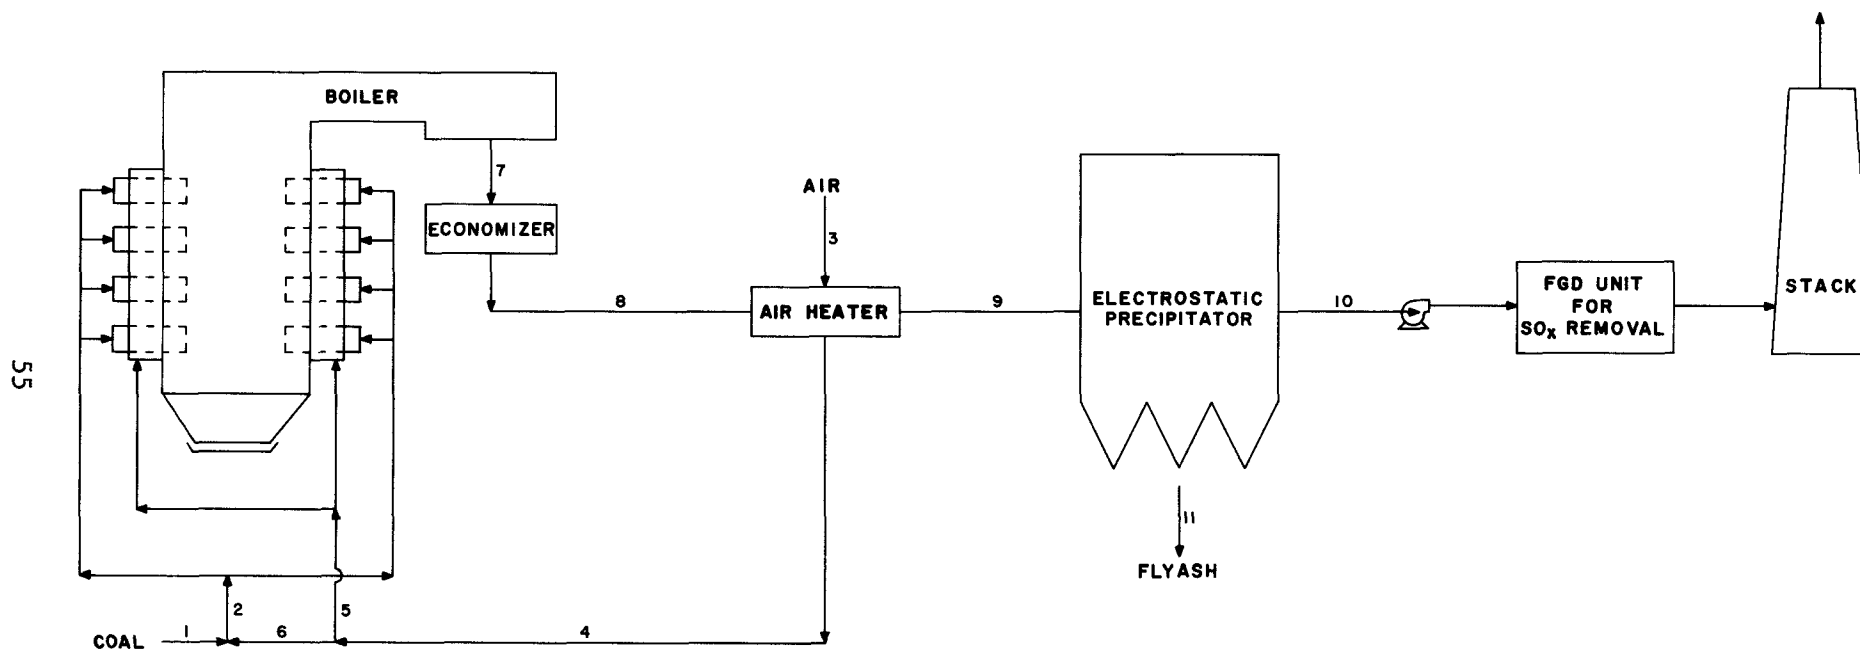 BOILER
7
ECONOMIZER
AIR
3
8
AIR HEATER
9
ELECTROSTATIC
PRECIPITATOR
10
FGD UNIT
FOR
SOx REMOVAL
STACK
55
11
FLYASH
2
5
COAL
1
6
4